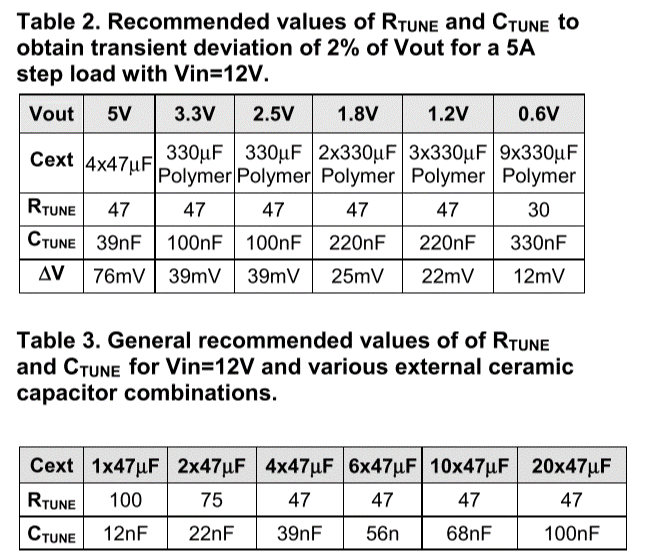 Table 2. Recommended values of RTUNE and CTUNE to
obtain transient deviation of 2% of Vout for a 5A
step load with Vin=12V.
Vout 5V 3.3V 2.5V 1.8V 1.2V 0.6V
Cext 4x47μF 330μF Polymer 330μF Polymer 2x330μF Polymer 3x330μF Polymer 9x330μF Polymer
RTUNE 47 47 47 47 47 30
CTUNE 39nF 100nF 100nF 220nF 220nF 330nF
ΔV 76mV 39mV 39mV 25mV 22mV 12mV
Table 3. General recommended values of of RTUNE
and CTUNE for Vin=12V and various external ceramic
capacitor combinations.
Cext 1x47μF 2x47μF 4x47μF 6x47μF 10x47μF 20x47μF
RTUNE 100 75 47 47 47 47
CTUNE 12nF 22nF 39nF 56n 68nF 100nF